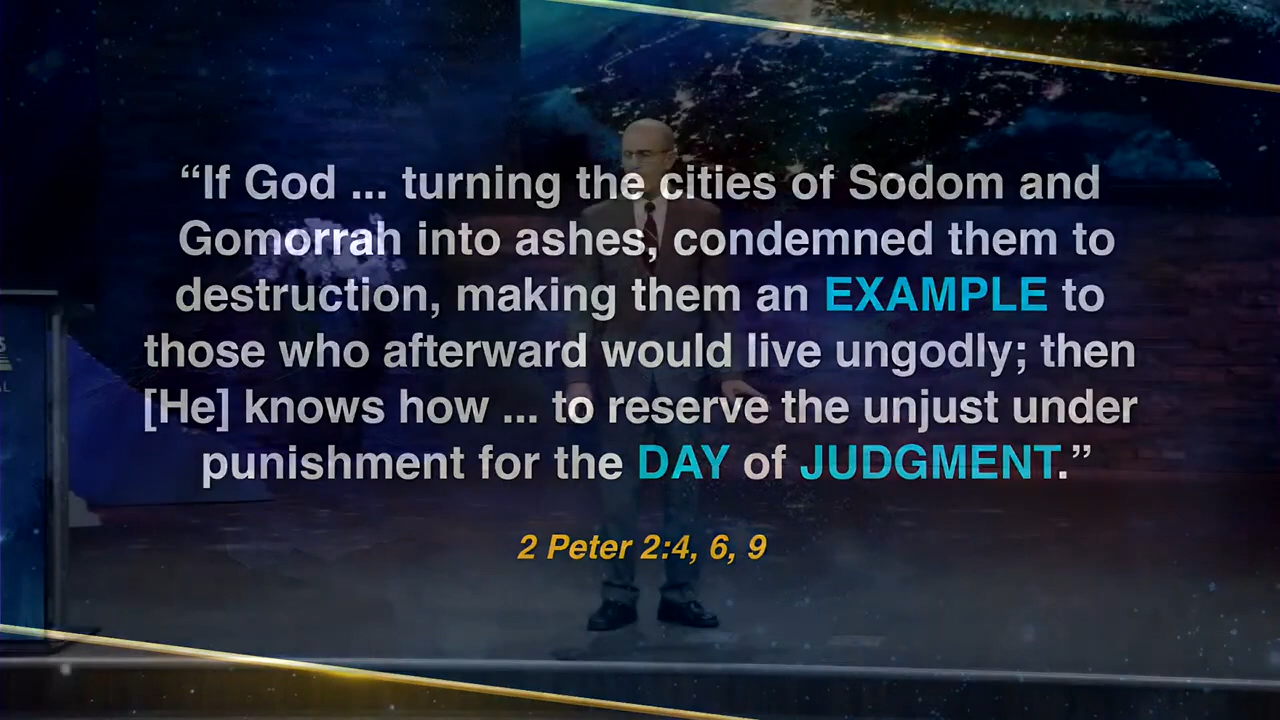 “If God ... turning the cities of Sodom and
Gomorrah into ashes, condemned them to
destruction, making them an EXAMPLE to
those who afterward would live ungodly; then
[He] knows how ... to reserve the unjust under
punishment for the DAY of JUDGMENT.”
2 Peter 2:4, 6, 9